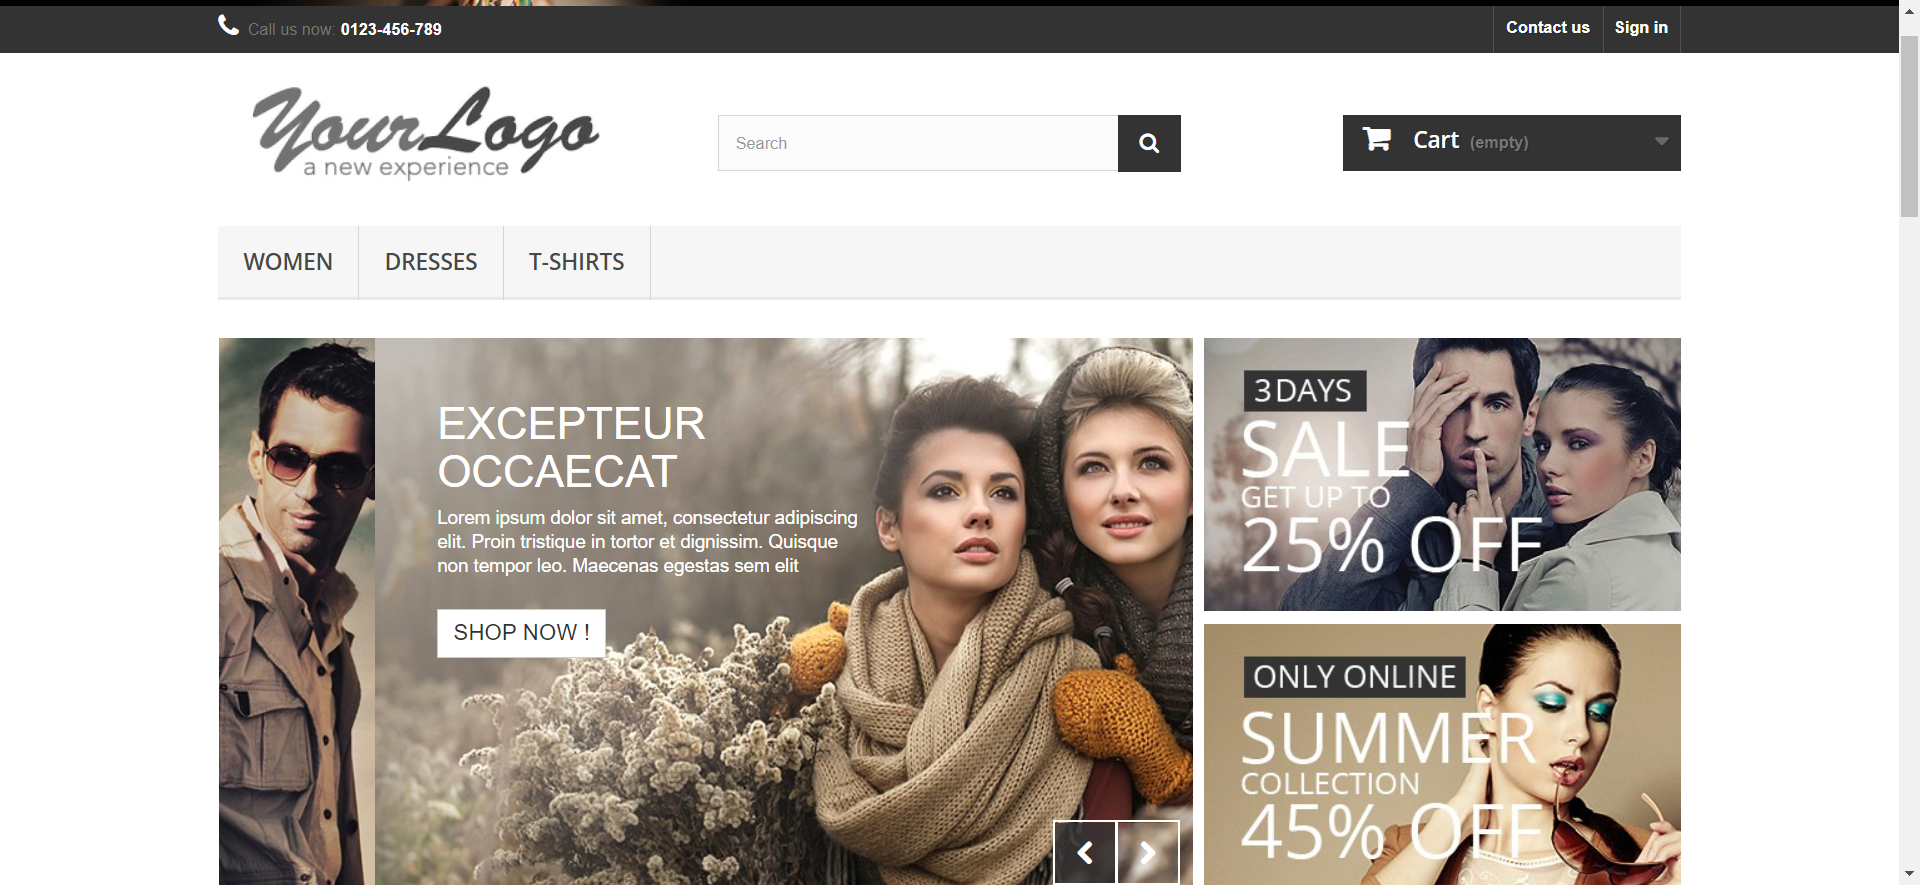 Call us now: 0123-456-789
Contact us
Sign in
YourLogo
a new experience
Search
Cart (empty)
WOMEN
DRESSES
T-SHIRTS
EXCEPTEUR
OCCAECAT
Lorem ipsum dolor sit amet, consectetur adipiscing
elit. Proin tristique in tortor et dignissim. Quisque
non tempor leo. Maecenas egestas sem elit
SHOP NOW !
3 DAYS
SALE
GET UP TO
25% OFF
ONLY ONLINE
SUMMER
COLLECTION
45% OFF